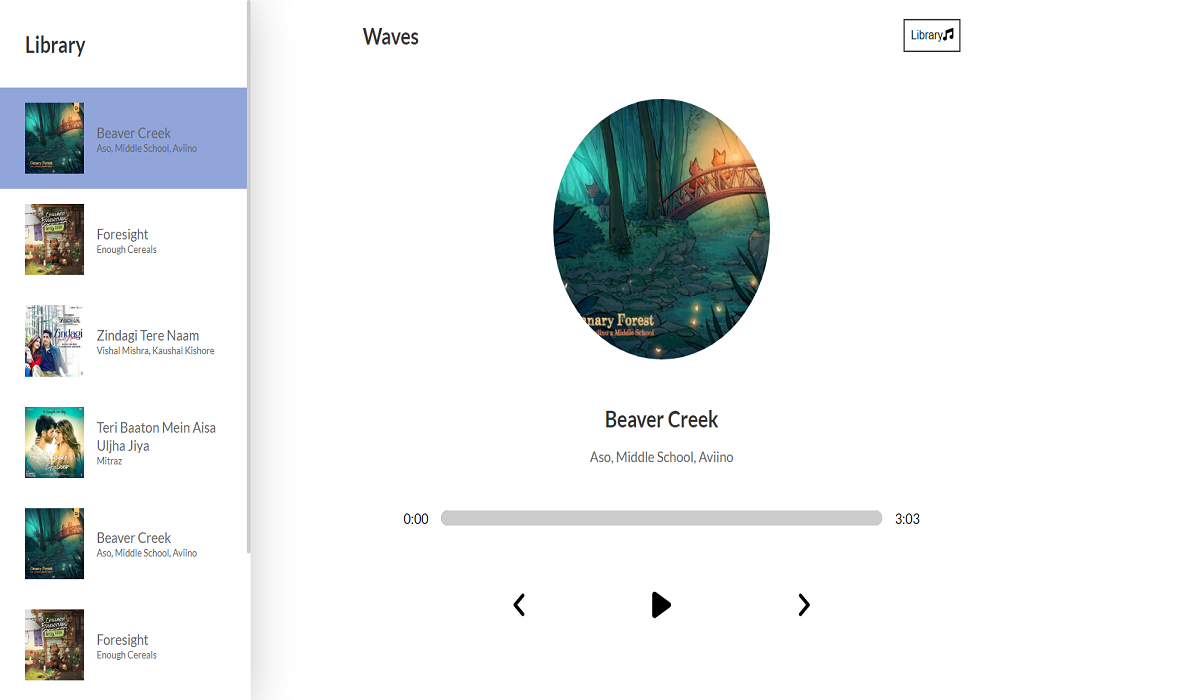 Library
Beaver Creek
Aso, Middle School, Aviino
Foresight
Enough Cereals
Zindagi
Zindagi Tere Naam
Vishal Mishra, Kaushal Kishore
Teri Baaton Mein Aisa
Uljha Jiya
Mitraz
Beaver Creek
Aso, Middle School, Aviino
Foresight
Enough Cereals
Waves
Library
nary Forest
iino x Middle School
Beaver Creek
Aso, Middle School, Aviino
0:00
3:03